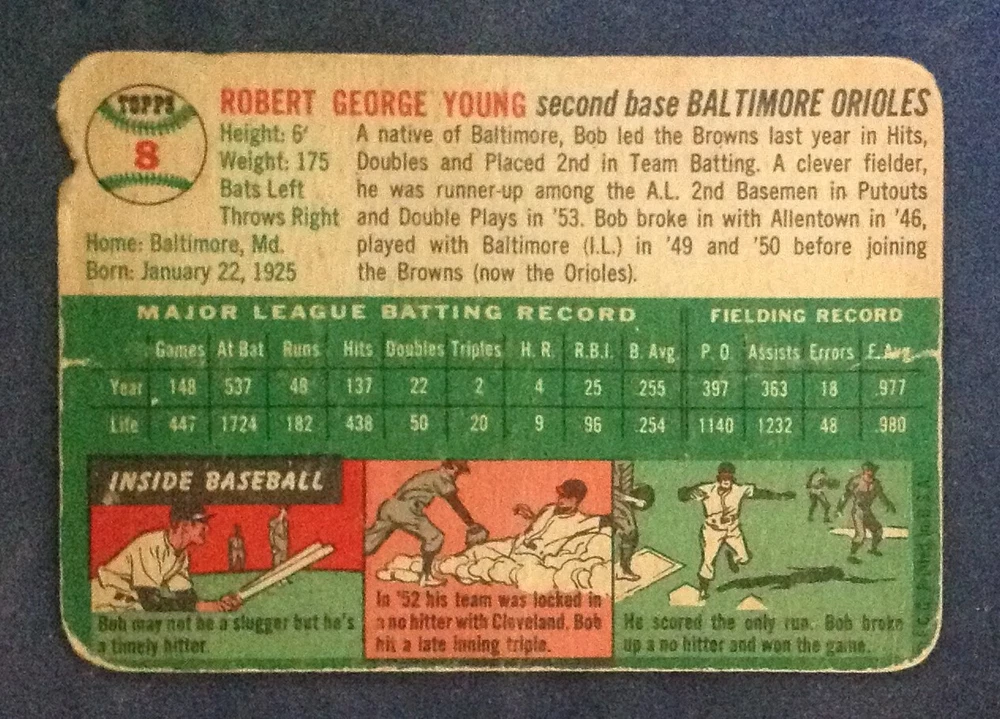 TOPPS
8
ROBERT GEORGE YOUNG second base BALTIMORE ORIOLES
Height: 6'
Weight: 175
Bats Left
Throws Right
Home: Baltimore, Md.
Born: January 22, 1925
A native of Baltimore, Bob led the Browns last year in Hits,
Doubles and Placed 2nd in Team Batting. A clever fielder,
he was runner-up among the A.L. 2nd Basemen in Putouts
and Double Plays in '53. Bob broke in with Allentown in '46,
played with Baltimore (I.L.) in '49 and '50 before joining
the Browns (now the Orioles).
MAJOR LEAGUE BATTING RECORD FIELDING RECORD
Games At Bat Runs Hits Doubles Triples H. R. R.B.I. B. Avg. P. O. Assists Errors F. Avg.
Year 148 537 48 137 22 2 4 25 .255 397 363 18 .977
Life 447 1724 182 438 50 20 9 96 .254 1140 1232 48 .980
INSIDE BASEBALL
Bob may not be a slugger but he's
a timely hitter.
In '52 his team was locked in
a no hitter with Cleveland. Bob
hit a late inning triple.
He scored the only run. Bob broke
up a no hitter and won the game.